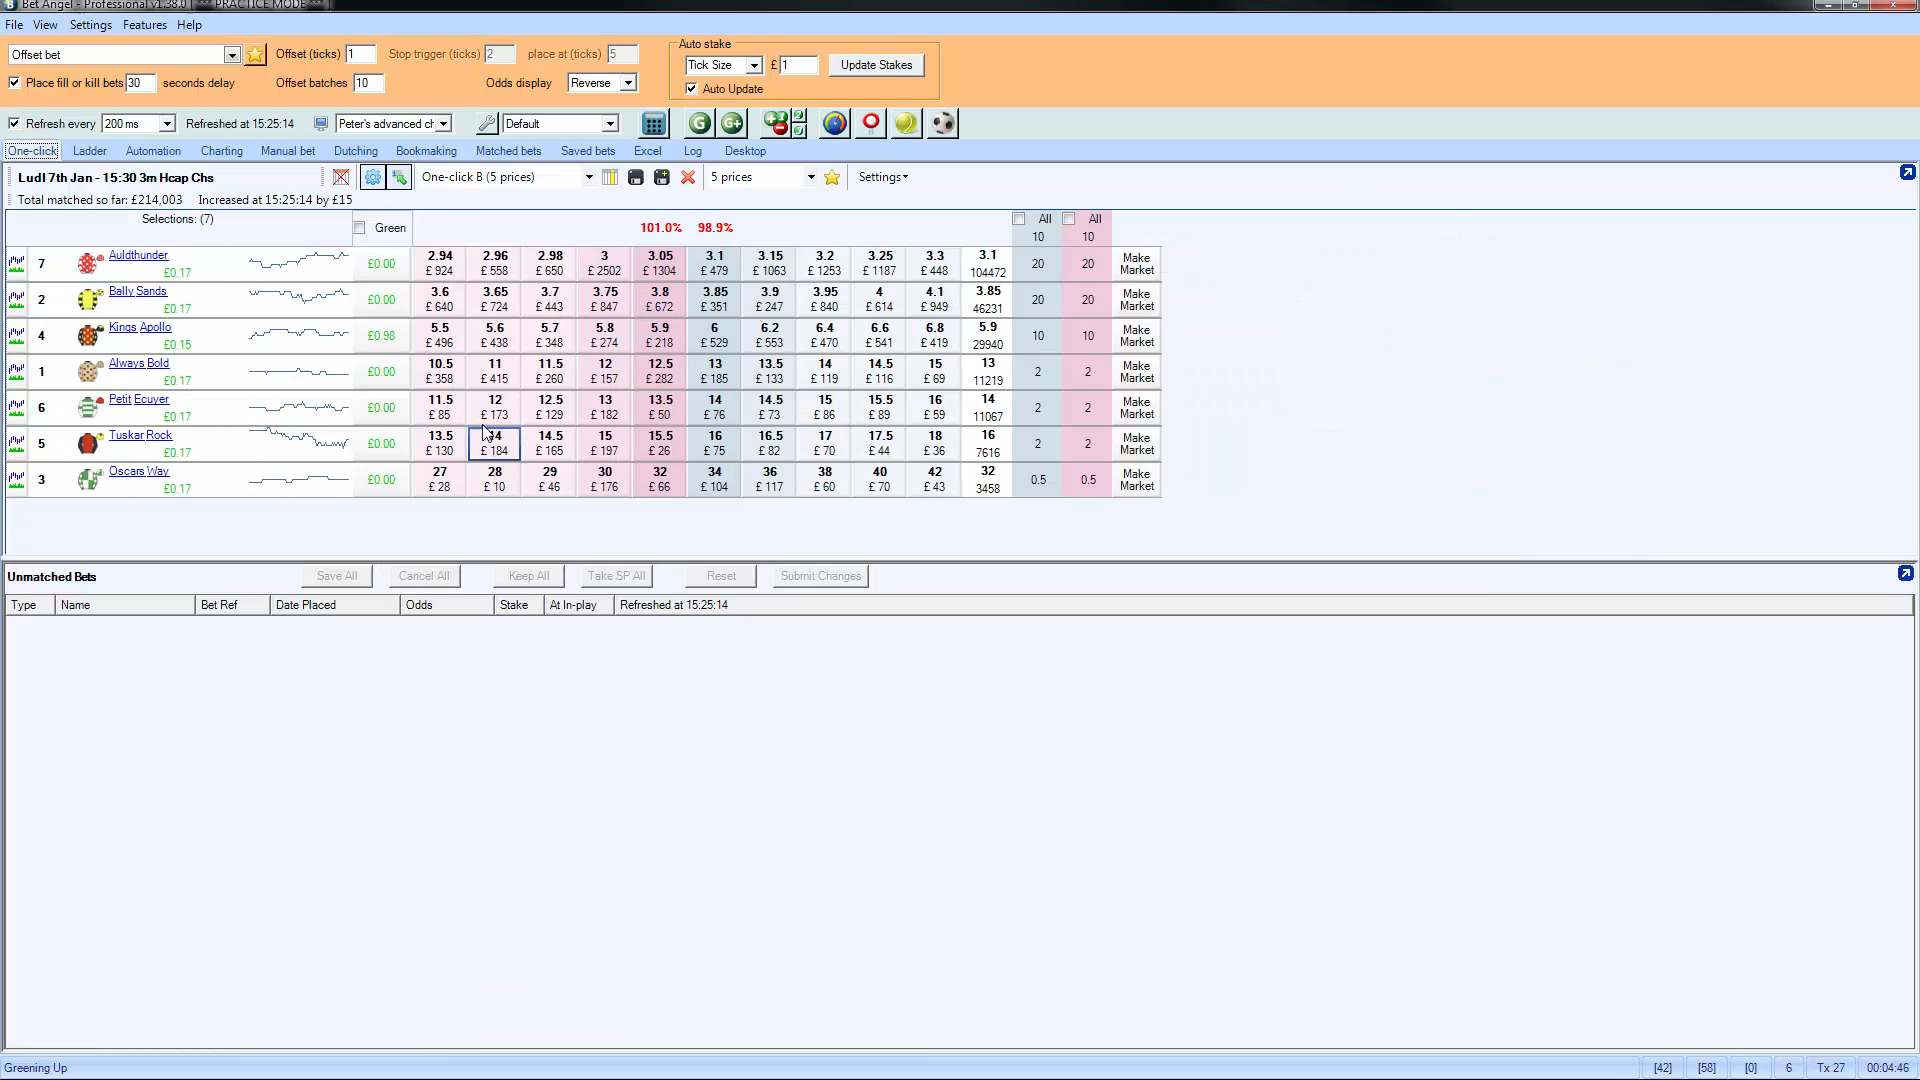 Bet Angel - Professional v1.38.0 | *** PRACTICE MODE ***
File View Settings Features Help
Offset bet Offset (ticks) 1 Stop trigger (ticks) 2 place at (ticks) 5 Auto stake
Tick Size £ 1 Update Stakes
Place fill or kill bets 30 seconds delay Offset batches 10 Odds display Reverse Auto Update
Refresh every 200 ms Refreshed at 15:25:14 Peter's advanced ch Default
One-click Ladder Automation Charting Manual bet Dutching Bookmaking Matched bets Saved bets Excel Log Desktop
Ludl 7th Jan - 15:30 3m Hcap Chs One-click B (5 prices) 5 prices Settings
Total matched so far: £214,003 Increased at 15:25:14 by £15
Selections: (7) Green 101.0% 98.9% All All
10 10
Auldthunder 2.94 2.96 2.98 3 3.05 3.1 3.15 3.2 3.25 3.3 3.1 Make
7 £0.17 £0.00 £ 924 £ 558 £ 650 £ 2502 £ 1304 £ 479 £ 1063 £ 1253 £ 1187 £ 448 104472 20 20 Market
Bally Sands 3.6 3.65 3.7 3.75 3.8 3.85 3.9 3.95 4 4.1 3.85 Make
2 £0.17 £0.00 £ 640 £ 724 £ 443 £ 847 £ 672 £ 351 £ 247 £ 840 £ 614 £ 949 46231 20 20 Market
Kings Apollo 5.5 5.6 5.7 5.8 5.9 6 6.2 6.4 6.6 6.8 5.9 Make
4 £0.15 £0.98 £ 496 £ 438 £ 348 £ 274 £ 218 £ 529 £ 553 £ 470 £ 541 £ 419 29940 10 10 Market
Always Bold 10.5 11 11.5 12 12.5 13 13.5 14 14.5 15 13 Make
1 £0.17 £0.00 £ 358 £ 415 £ 260 £ 157 £ 282 £ 185 £ 133 £ 119 £ 116 £ 69 11219 2 2 Market
Petit Ecuyer 11.5 12 12.5 13 13.5 14 14.5 15 15.5 16 14 Make
6 £0.17 £0.00 £ 85 £ 173 £ 129 £ 182 £ 50 £ 76 £ 73 £ 86 £ 89 £ 59 11067 2 2 Market
Tuskar Rock 13.5 14 14.5 15 15.5 16 16.5 17 17.5 18 16 Make
5 £0.17 £0.00 £ 130 £ 184 £ 165 £ 197 £ 26 £ 75 £ 82 £ 70 £ 44 £ 36 7616 2 2 Market
Oscars Way 27 28 29 30 32 34 36 38 40 42 32 Make
3 £0.17 £0.00 £ 28 £ 10 £ 46 £ 176 £ 66 £ 104 £ 117 £ 60 £ 70 £ 43 3458 0.5 0.5 Market
Unmatched Bets Save All Cancel All Keep All Take SP All Reset Submit Changes
Type Name Bet Ref Date Placed Odds Stake At In-play Refreshed at 15:25:14
Greening Up [42] [58] [0] 6 Tx 27 00:04:46